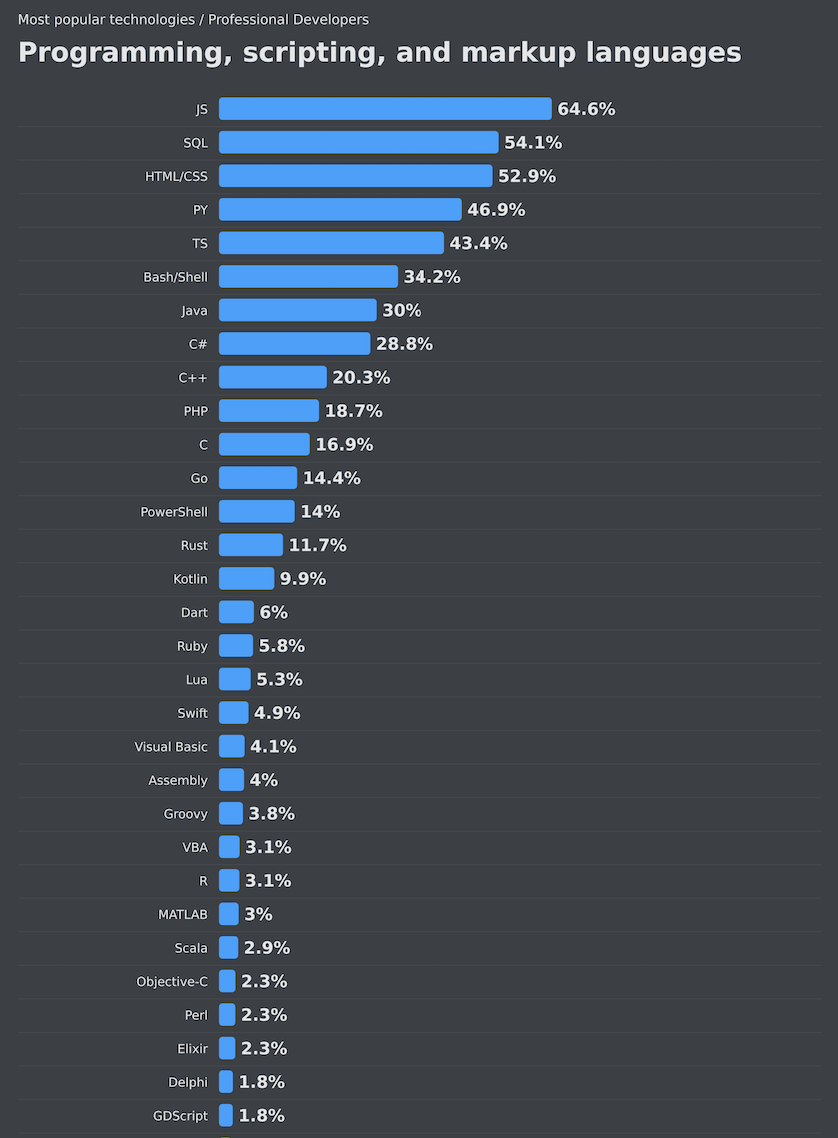 Most popular technologies / Professional Developers
Programming, scripting, and markup languages
JS 64.6%
SQL 54.1%
HTML/CSS 52.9%
PY 46.9%
TS 43.4%
Bash/Shell 34.2%
Java 30%
C# 28.8%
C++ 20.3%
PHP 18.7%
C 16.9%
Go 14.4%
PowerShell 14%
Rust 11.7%
Kotlin 9.9%
Dart 6%
Ruby 5.8%
Lua 5.3%
Swift 4.9%
Visual Basic 4.1%
Assembly 4%
Groovy 3.8%
VBA 3.1%
R 3.1%
MATLAB 3%
Scala 2.9%
Objective-C 2.3%
Perl 2.3%
Elixir 2.3%
Delphi 1.8%
GDScript 1.8%